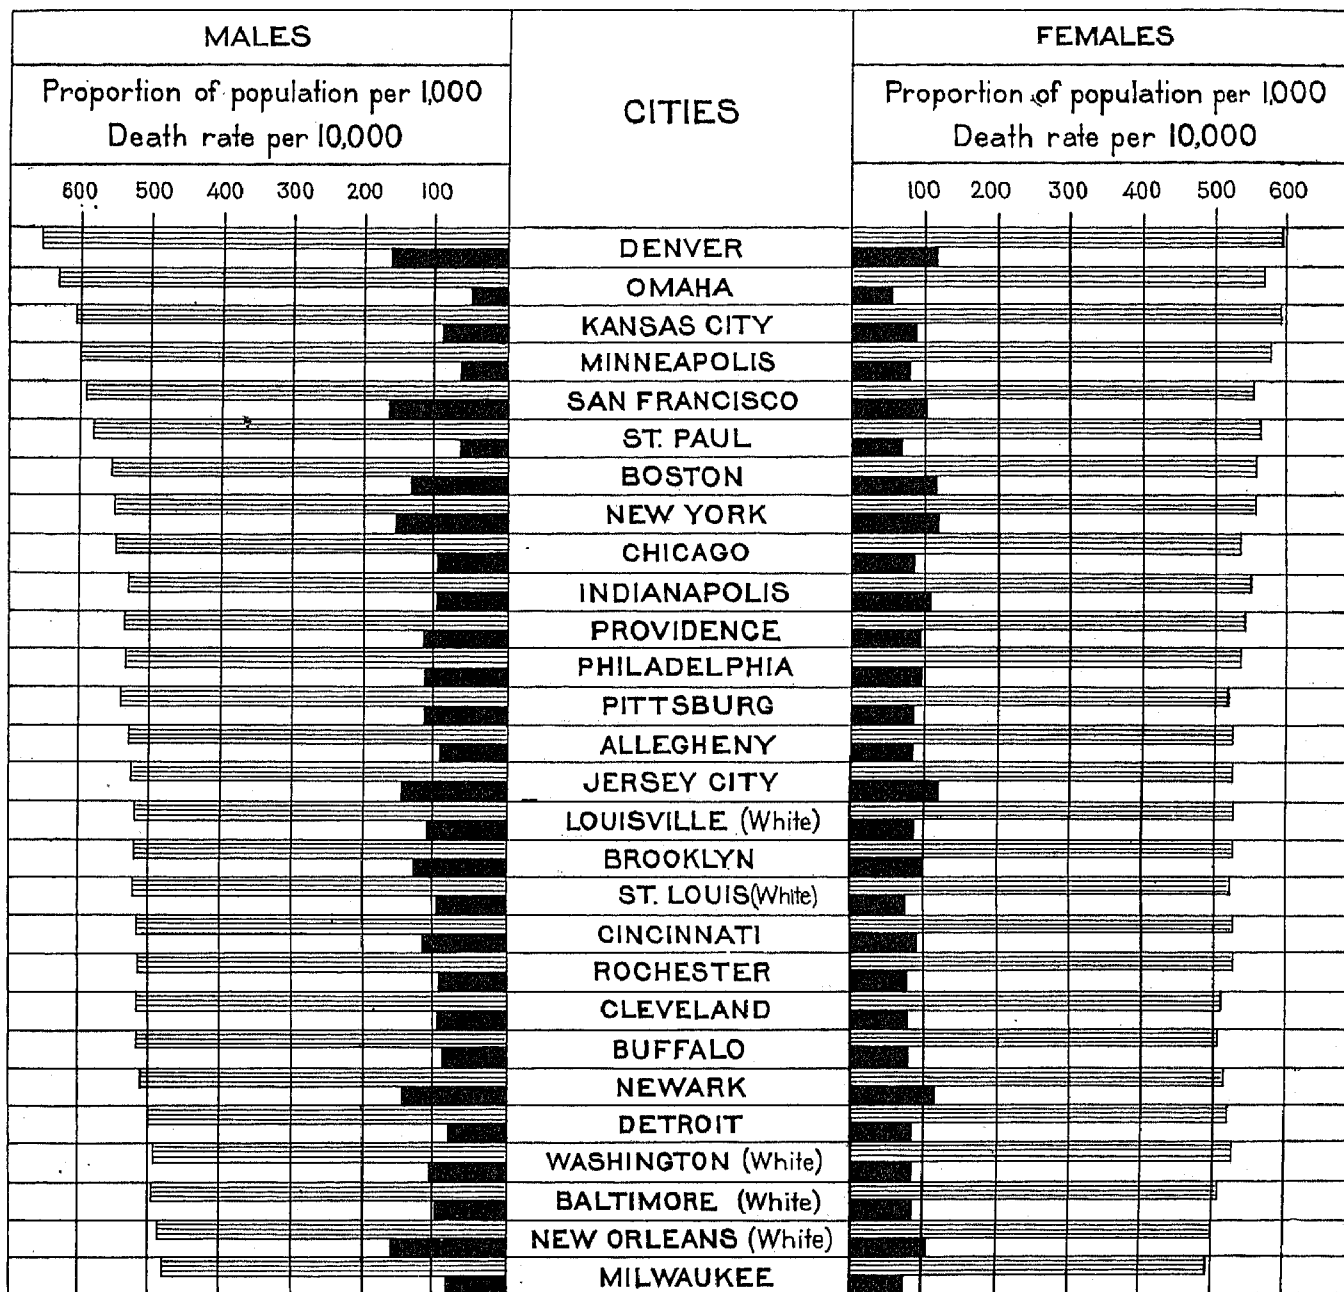 MALES
Proportion of population per 1,000
Death rate per 10,000
600 500 400 300 200 100
CITIES
FEMALES
Proportion of population per 1,000
Death rate per 10,000
100 200 300 400 500 600
DENVER
OMAHA
KANSAS CITY
MINNEAPOLIS
SAN FRANCISCO
ST. PAUL
BOSTON
NEW YORK
CHICAGO
INDIANAPOLIS
PROVIDENCE
PHILADELPHIA
PITTSBURG
ALLEGHENY
JERSEY CITY
LOUISVILLE (White)
BROOKLYN
ST. LOUIS (White)
CINCINNATI
ROCHESTER
CLEVELAND
BUFFALO
NEWARK
DETROIT
WASHINGTON (White)
BALTIMORE (White)
NEW ORLEANS (White)
MILWAUKEE